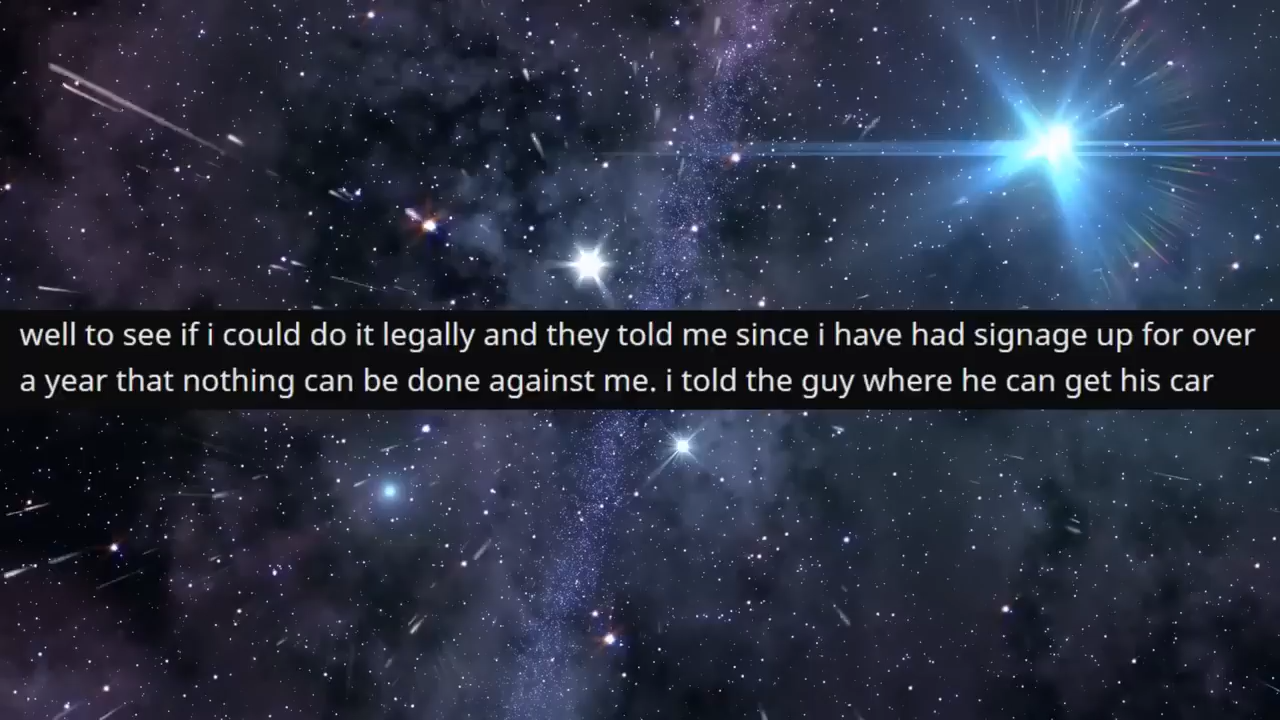 well to see if i could do it legally and they told me since i have had signage up for over
a year that nothing can be done against me. i told the guy where he can get his car